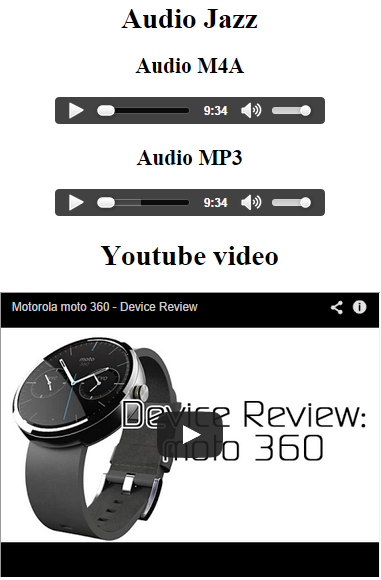 Audio Jazz
Audio M4A
9:34
Audio MP3
9:34
Youtube video
Motorola moto 360 - Device Review
moto
360
Device Review:
moto 360